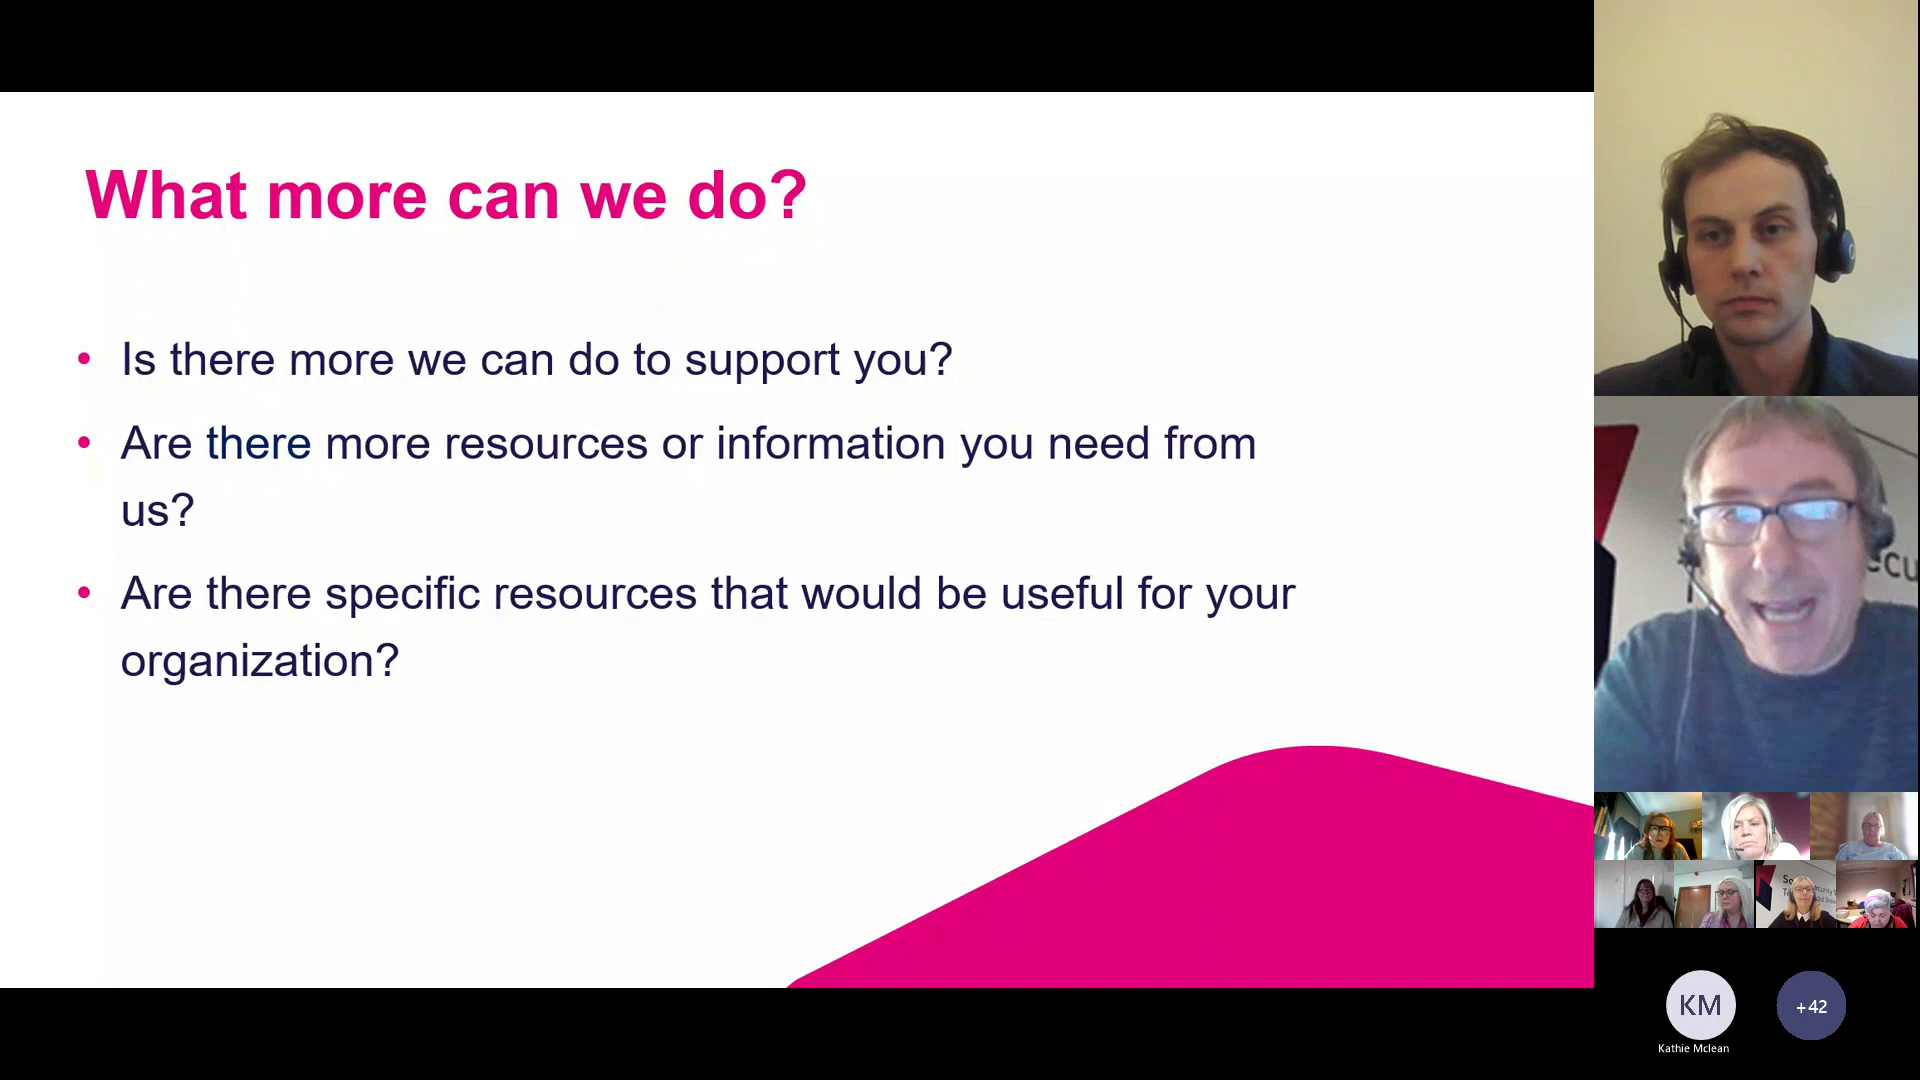 What more can we do?
• Is there more we can do to support you?
• Are there more resources or information you need from
us?
• Are there specific resources that would be useful for your
organization?
KM
+42
Kathie Mclean